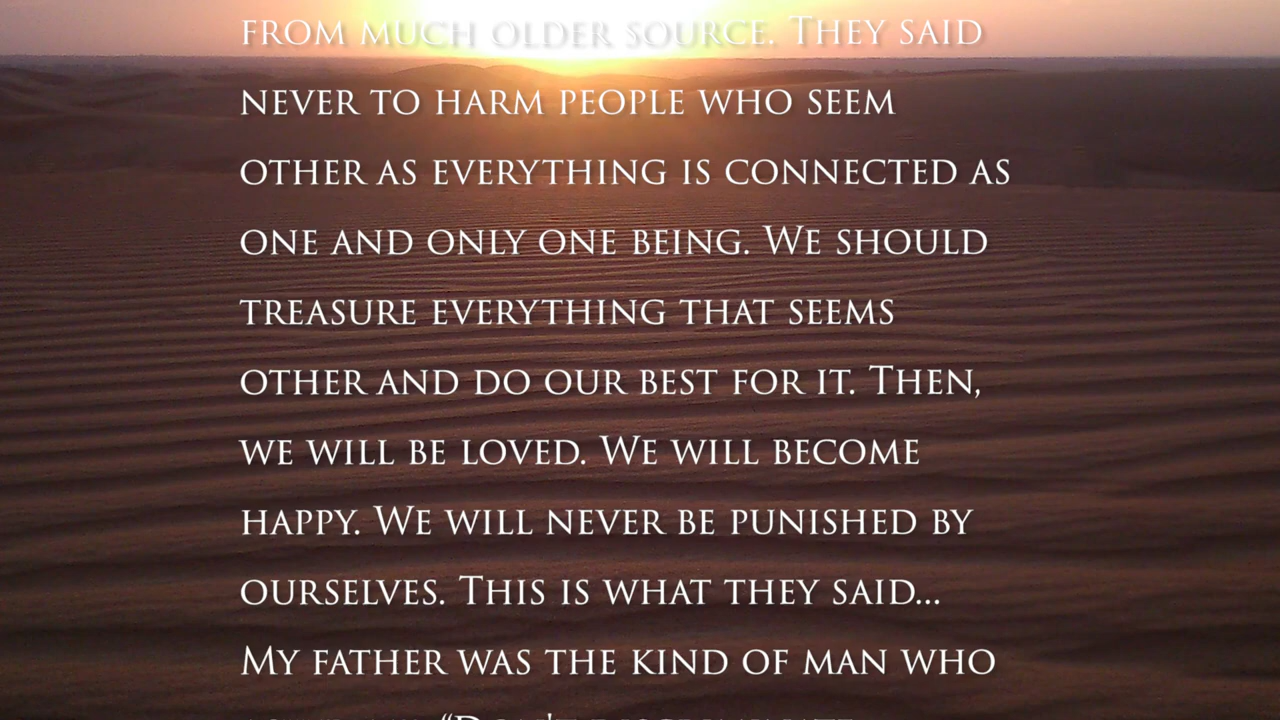 from much older source. They said
never to harm people who seem
other as everything is connected as
one and only one being. We should
treasure everything that seems
other and do our best for it. Then,
we will be loved. We will become
happy. We will never be punished by
ourselves. This is what they said...
My father was the kind of man who
"Don't